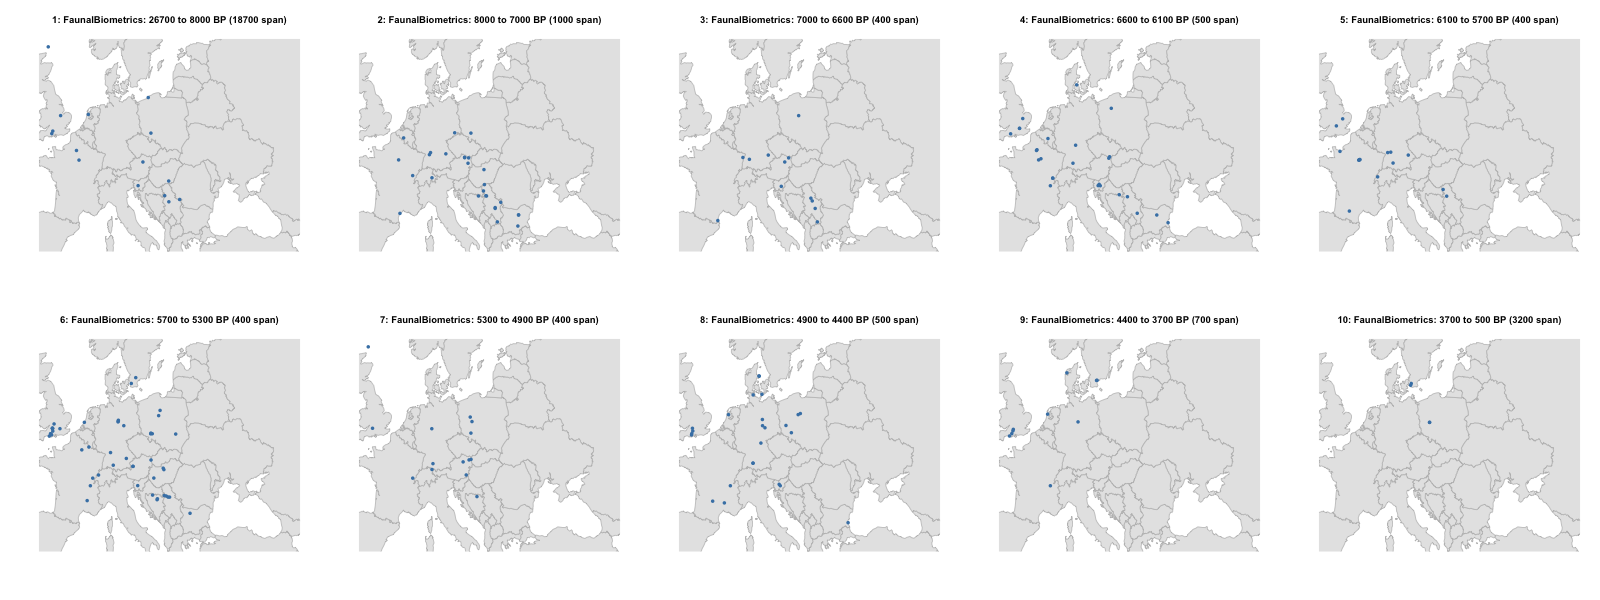 1: FaunalBiometrics: 26700 to 8000 BP (18700 span)
2: FaunalBiometrics: 8000 to 7000 BP (1000 span)
3: FaunalBiometrics: 7000 to 6600 BP (400 span)
4: FaunalBiometrics: 6600 to 6100 BP (500 span)
5: FaunalBiometrics: 6100 to 5700 BP (400 span)
6: FaunalBiometrics: 5700 to 5300 BP (400 span)
7: FaunalBiometrics: 5300 to 4900 BP (400 span)
8: FaunalBiometrics: 4900 to 4400 BP (500 span)
9: FaunalBiometrics: 4400 to 3700 BP (700 span)
10: FaunalBiometrics: 3700 to 500 BP (3200 span)